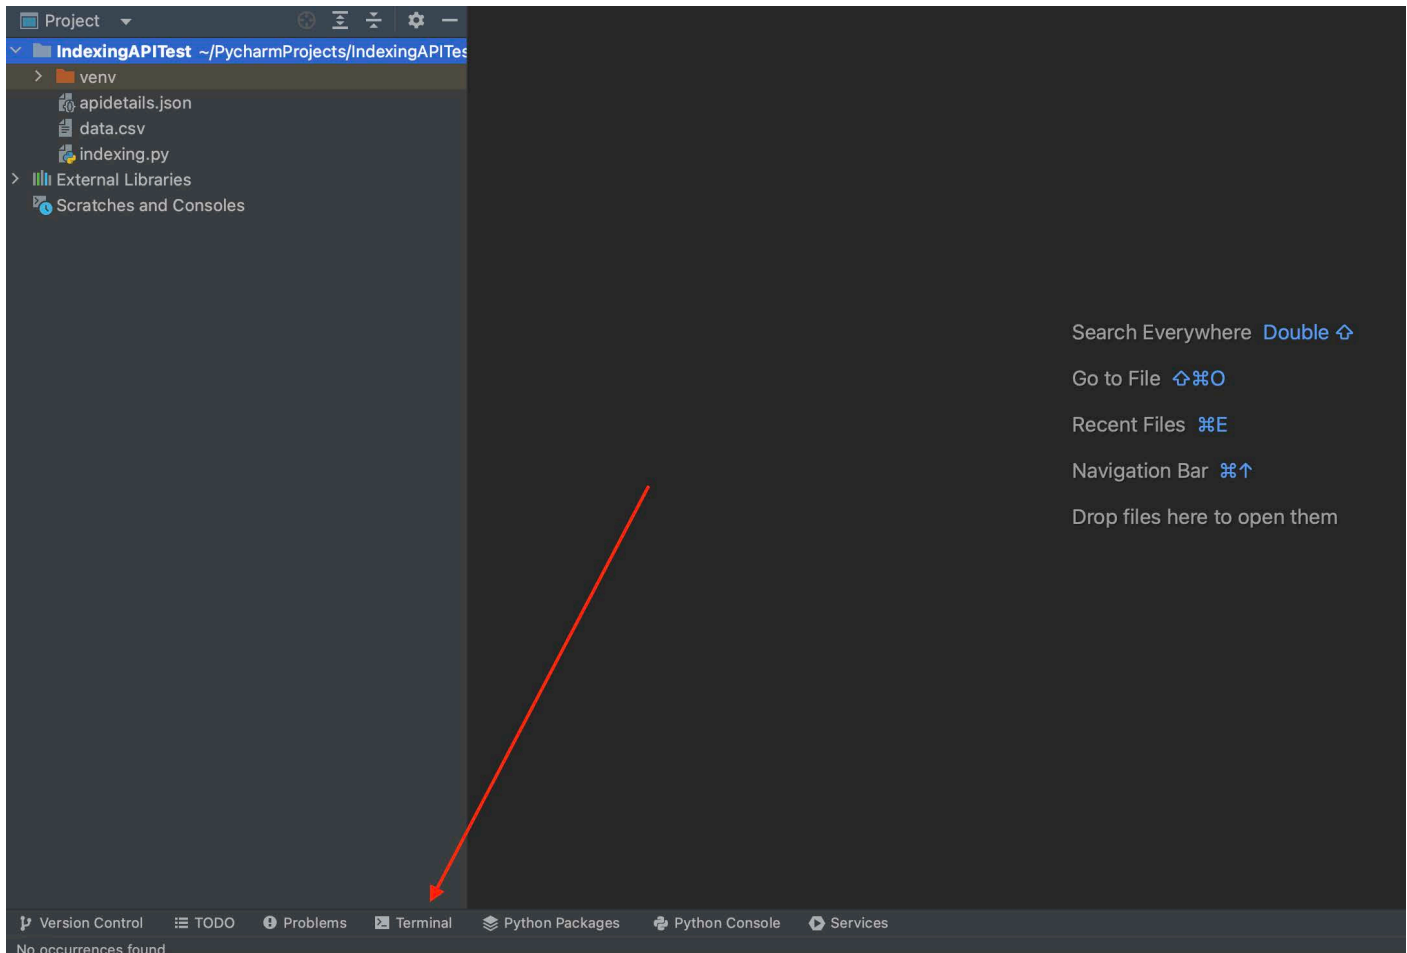 Project
IndexingAPITest ~/PycharmProjects/IndexingAPITes
venv
apidetails.json
data.csv
indexing.py
External Libraries
Scratches and Consoles
Search Everywhere Double ⇧
Go to File ⇧⌘O
Recent Files ⌘E
Navigation Bar ⌘↑
Drop files here to open them
Version Control TODO Problems Terminal Python Packages Python Console Services
No occurrences found